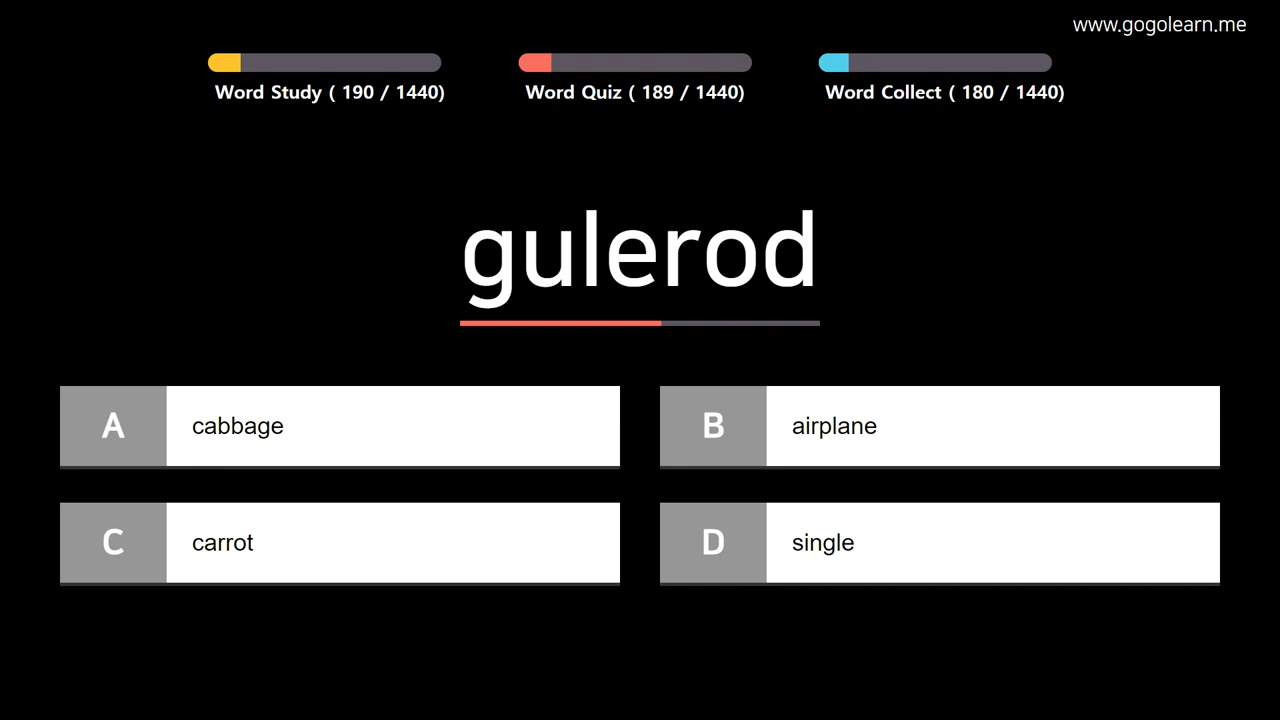 www.gogolearn.me
Word Study ( 190 / 1440)
Word Quiz ( 189 / 1440)
Word Collect ( 180 / 1440)
gulerod
A cabbage
B airplane
C carrot
D single